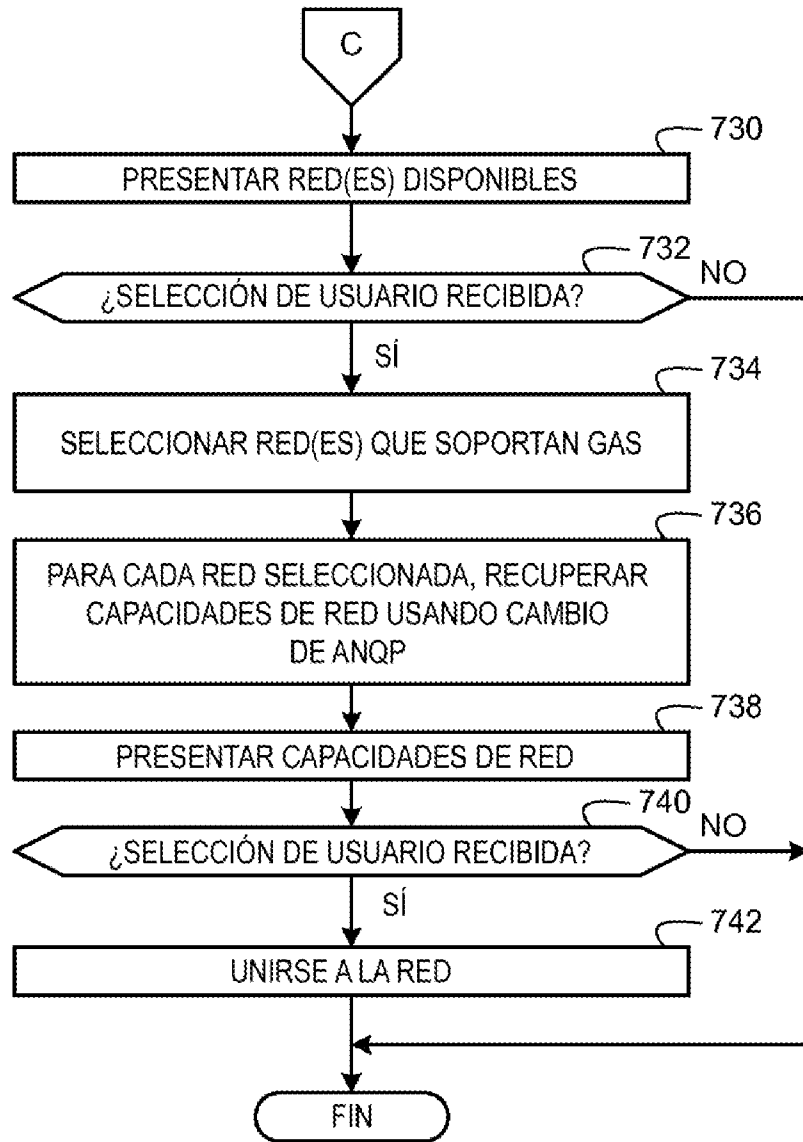 C
730
PRESENTAR RED(ES) DISPONIBLES
732
NO
¿SELECCIÓN DE USUARIO RECIBIDA?
SÍ
734
SELECCIONAR RED(ES) QUE SOPORTAN GAS
736
PARA CADA RED SELECCIONADA, RECUPERAR
CAPACIDADES DE RED USANDO CAMBIO
DE ANQP
738
PRESENTAR CAPACIDADES DE RED
740
NO
¿SELECCIÓN DE USUARIO RECIBIDA?
SÍ
742
UNIRSE A LA RED
FIN